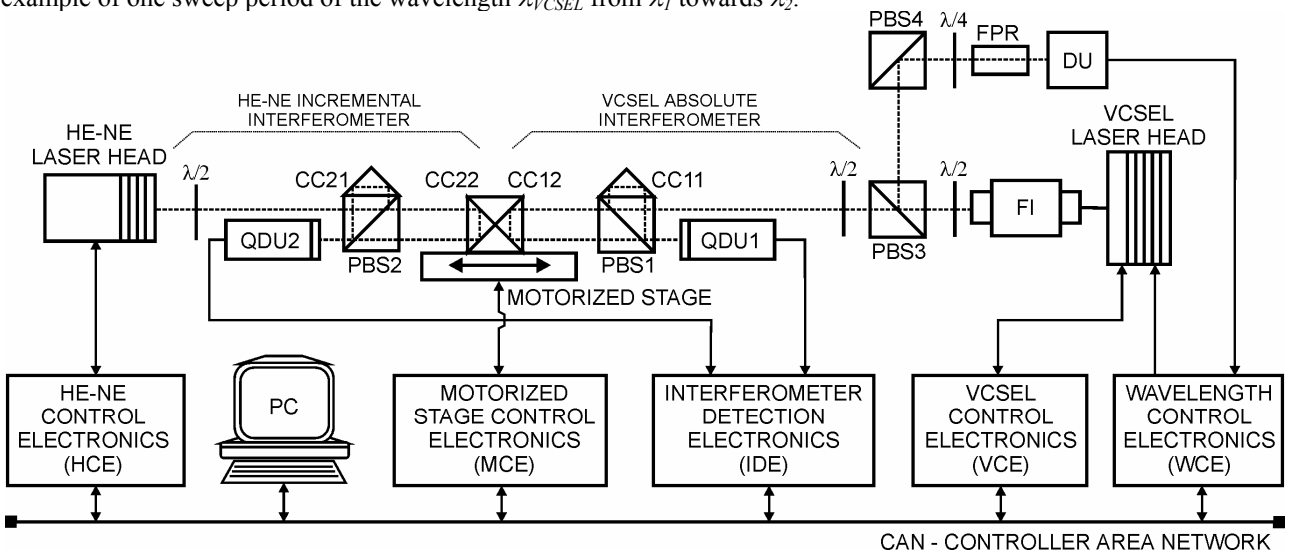 example of one sweep period of the wavelength λVCSEL from λ1 towards λ2.
PBS4
λ/4
FPR
DU
HE-NE INCREMENTAL
INTERFEROMETER
VCSEL ABSOLUTE
INTERFEROMETER
VCSEL
LASER HEAD
HE-NE
LASER HEAD
λ/2
CC21
CC22
CC12
CC11
λ/2
λ/2
FI
QDU2
QDU1
PBS2
PBS1
PBS3
MOTORIZED STAGE
HE-NE
CONTROL
ELECTRONICS
(HCE)
PC
MOTORIZED
STAGE CONTROL
ELECTRONICS
(MCE)
INTERFEROMETER
DETECTION
ELECTRONICS
(IDE)
VCSEL
CONTROL
ELECTRONICS
(VCE)
WAVELENGTH
CONTROL
ELECTRONICS
(WCE)
CAN - CONTROLLER AREA NETWORK